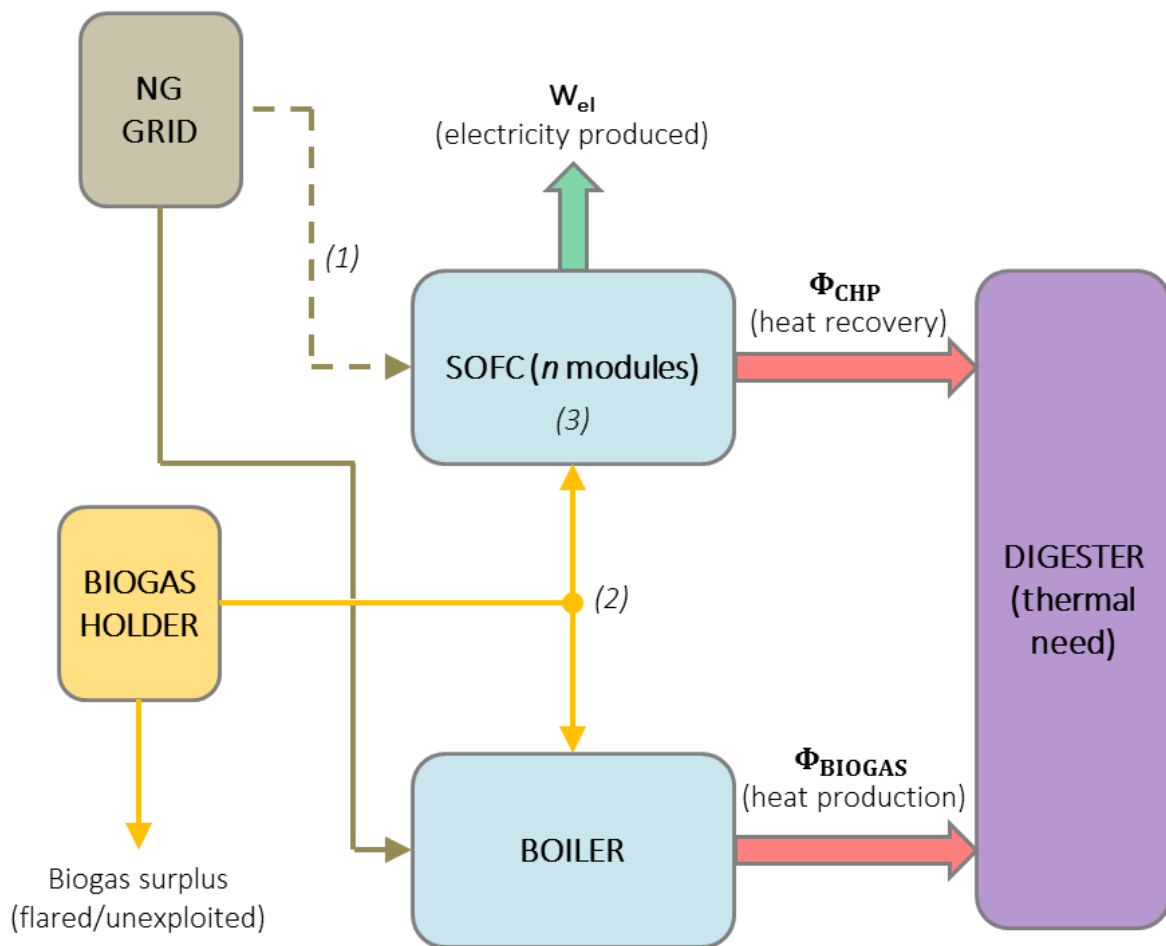 NG
GRID
W_el
(electricity produced)
(1)
Φ_CHP
(heat recovery)
SOFC (n modules)
(3)
BIOGAS
HOLDER
(2)
DIGESTER
(thermal
need)
Φ_BIOGAS
(heat production)
BOILER
Biogas surplus
(flared/unexploited)